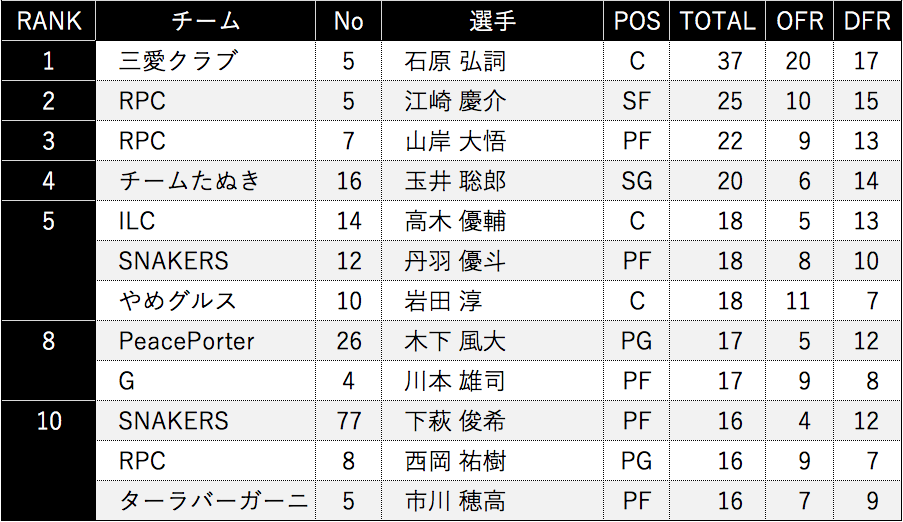 RANK チーム No 選手 POS TOTAL OFR DFR
1 三愛クラブ 5 石原 弘詞 C 37 20 17
2 RPC 5 江崎 慶介 SF 25 10 15
3 RPC 7 山岸 大悟 PF 22 9 13
4 チームたぬき 16 玉井 聡郎 SG 20 6 14
5 ILC 14 高木 優輔 C 18 5 13
SNAKERS 12 丹羽 優斗 PF 18 8 10
やめグルス 10 岩田 淳 C 18 11 7
8 PeacePorter 26 木下 風大 PG 17 5 12
G 4 川本 雄司 PF 17 9 8
10 SNAKERS 77 下萩 俊希 PF 16 4 12
RPC 8 西岡 祐樹 PG 16 9 7
ターラバーガーニ 5 市川 穂高 PF 16 7 9